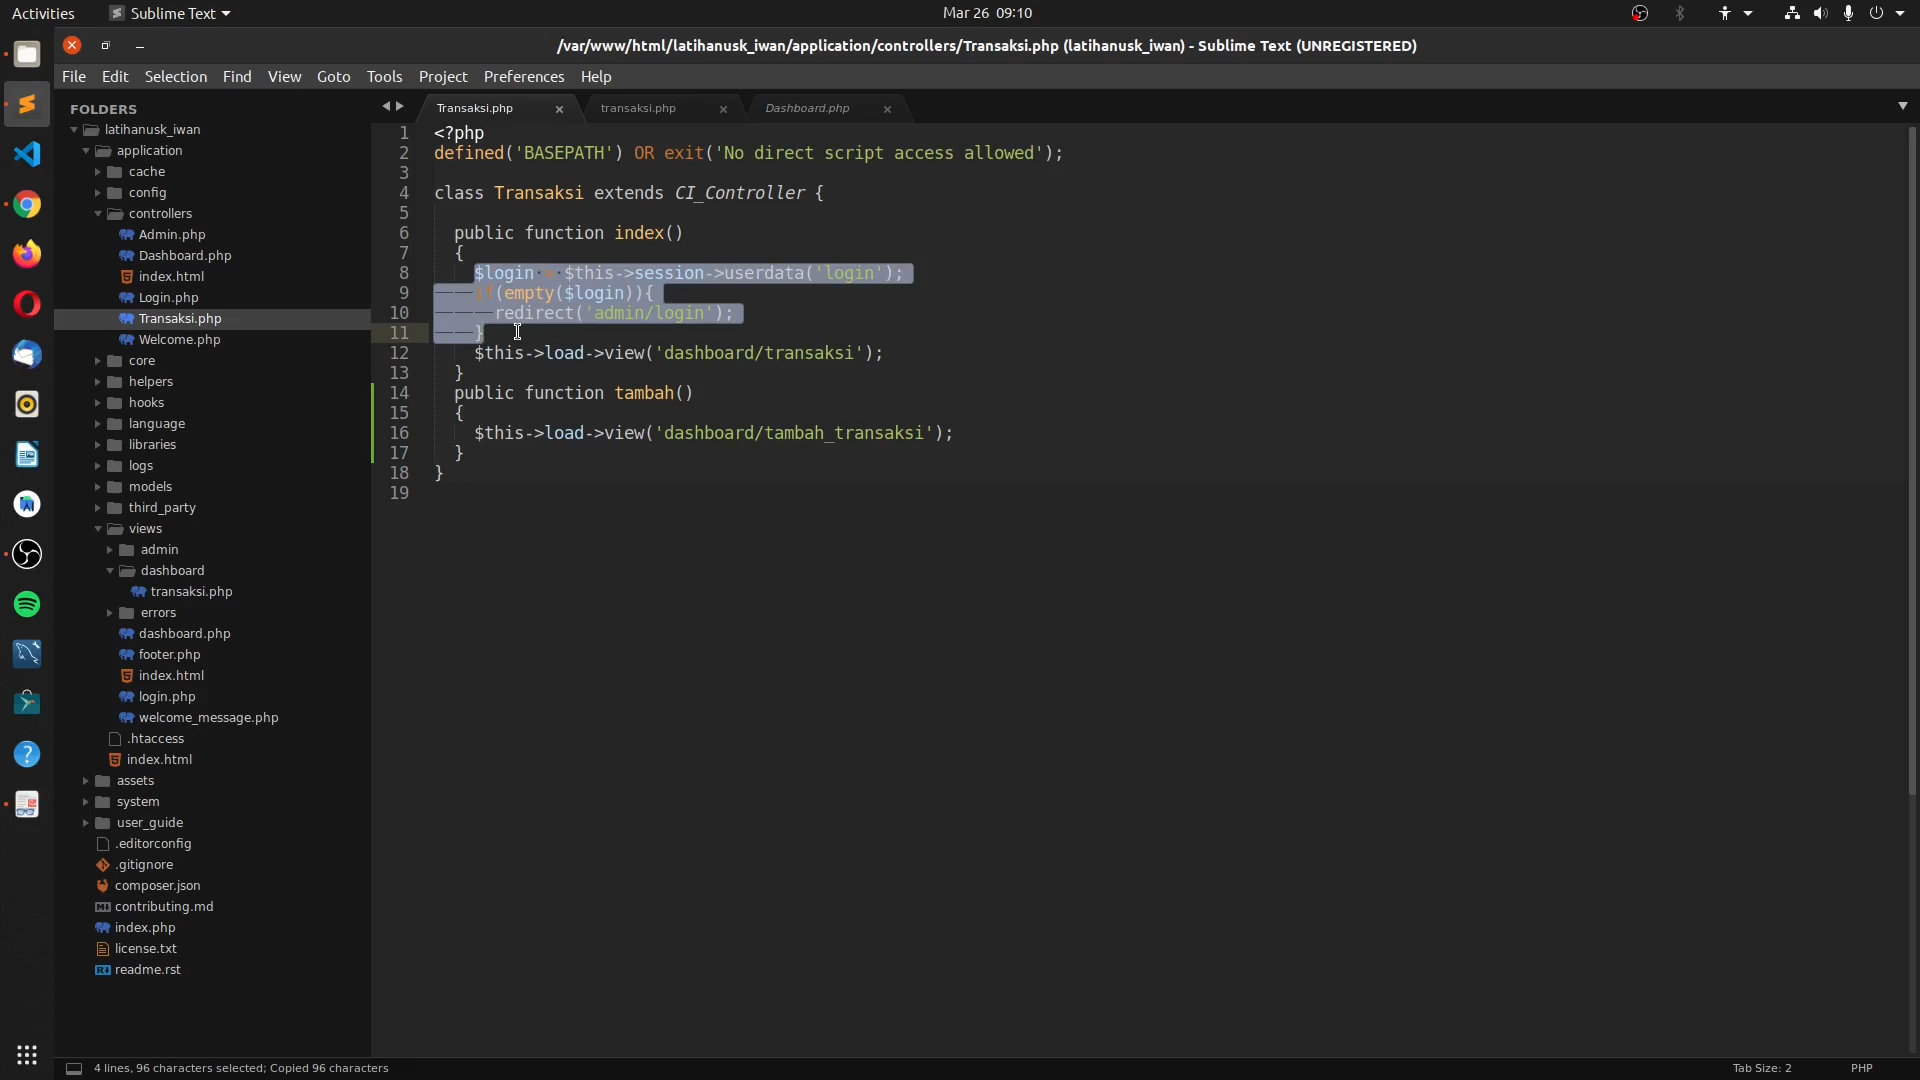 Activities
Sublime Text
Mar 26 09:10
/var/www/html/latihanusk_iwan/application/controllers/Transaksi.php (latihanusk_iwan) - Sublime Text (UNREGISTERED)
File Edit Selection Find View Goto Tools Project Preferences Help
FOLDERS
latihanusk_iwan
application
cache
config
controllers
Admin.php
Dashboard.php
index.html
Login.php
Transaksi.php
Welcome.php
core
helpers
hooks
language
libraries
logs
models
third_party
views
admin
dashboard
transaksi.php
errors
dashboard.php
footer.php
index.html
login.php
welcome_message.php
.htaccess
index.html
assets
system
user_guide
.editorconfig
.gitignore
composer.json
contributing.md
index.php
license.txt
readme.rst
Transaksi.php transaksi.php Dashboard.php
1 <?php
2 defined('BASEPATH') OR exit('No direct script access allowed');
3
4 class Transaksi extends CI_Controller {
5
6 public function index()
7 {
8 $login = $this->session->userdata('login');
9 if(empty($login)){
10 redirect('admin/login');
11 }
12 $this->load->view('dashboard/transaksi');
13 }
14 public function tambah()
15 {
16 $this->load->view('dashboard/tambah_transaksi');
17 }
18 }
19
4 lines, 96 characters selected; Copied 96 characters
Tab Size: 2
PHP